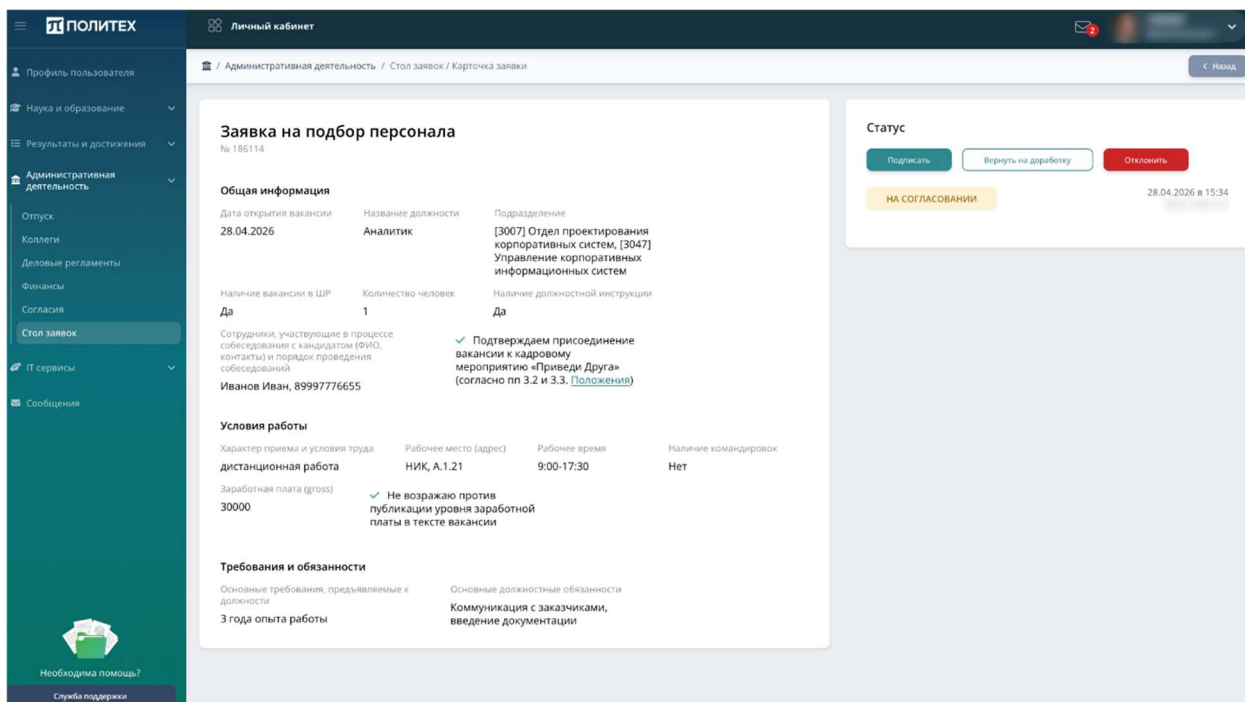 ПОЛИТЕХ
Личный кабинет
2
Профиль пользователя
Наука и образование
Результаты и достижения
Административная
деятельность
Отпуск
Коллеги
Деловые регламенты
Финансы
Согласия
Стол заявок
IT сервисы
Сообщения
Необходима помощь?
Служба поддержки
/ Административная деятельность / Стол заявок / Карточка заявки
< Назад
Заявка на подбор персонала
№ 186114
Общая информация
Дата открытия вакансии
28.04.2026
Название должности
Аналитик
Подразделение
[3007] Отдел проектирования
корпоративных систем, [3047]
Управление корпоративных
информационных систем
Наличие вакансии в ШР
Да
Количество человек
1
Наличие должностной инструкции
Да
Сотрудники, участвующие в процессе
собеседования с кандидатом (ФИО,
контакты) и порядок проведения
собеседований
Иванов Иван, 89997776655
✓ Подтверждаем присоединение
вакансии к кадровому
мероприятию «Приведи Друга»
(согласно пп 3.2 и 3.3. Положения)
Условия работы
Характер приема и условия труда
дистанционная работа
Рабочее место (адрес)
НИК, А.1.21
Рабочее время
9:00-17:30
Наличие командировок
Нет
Заработная плата (gross)
30000
✓ Не возражаю против
публикации уровня заработной
платы в тексте вакансии
Требования и обязанности
Основные требования, предъявляемые к
должности
3 года опыта работы
Основные должностные обязанности
Коммуникация с заказчиками,
введение документации
Статус
Подписать
Вернуть на доработку
Отклонить
НА СОГЛАСОВАНИИ
28.04.2026 в 15:34